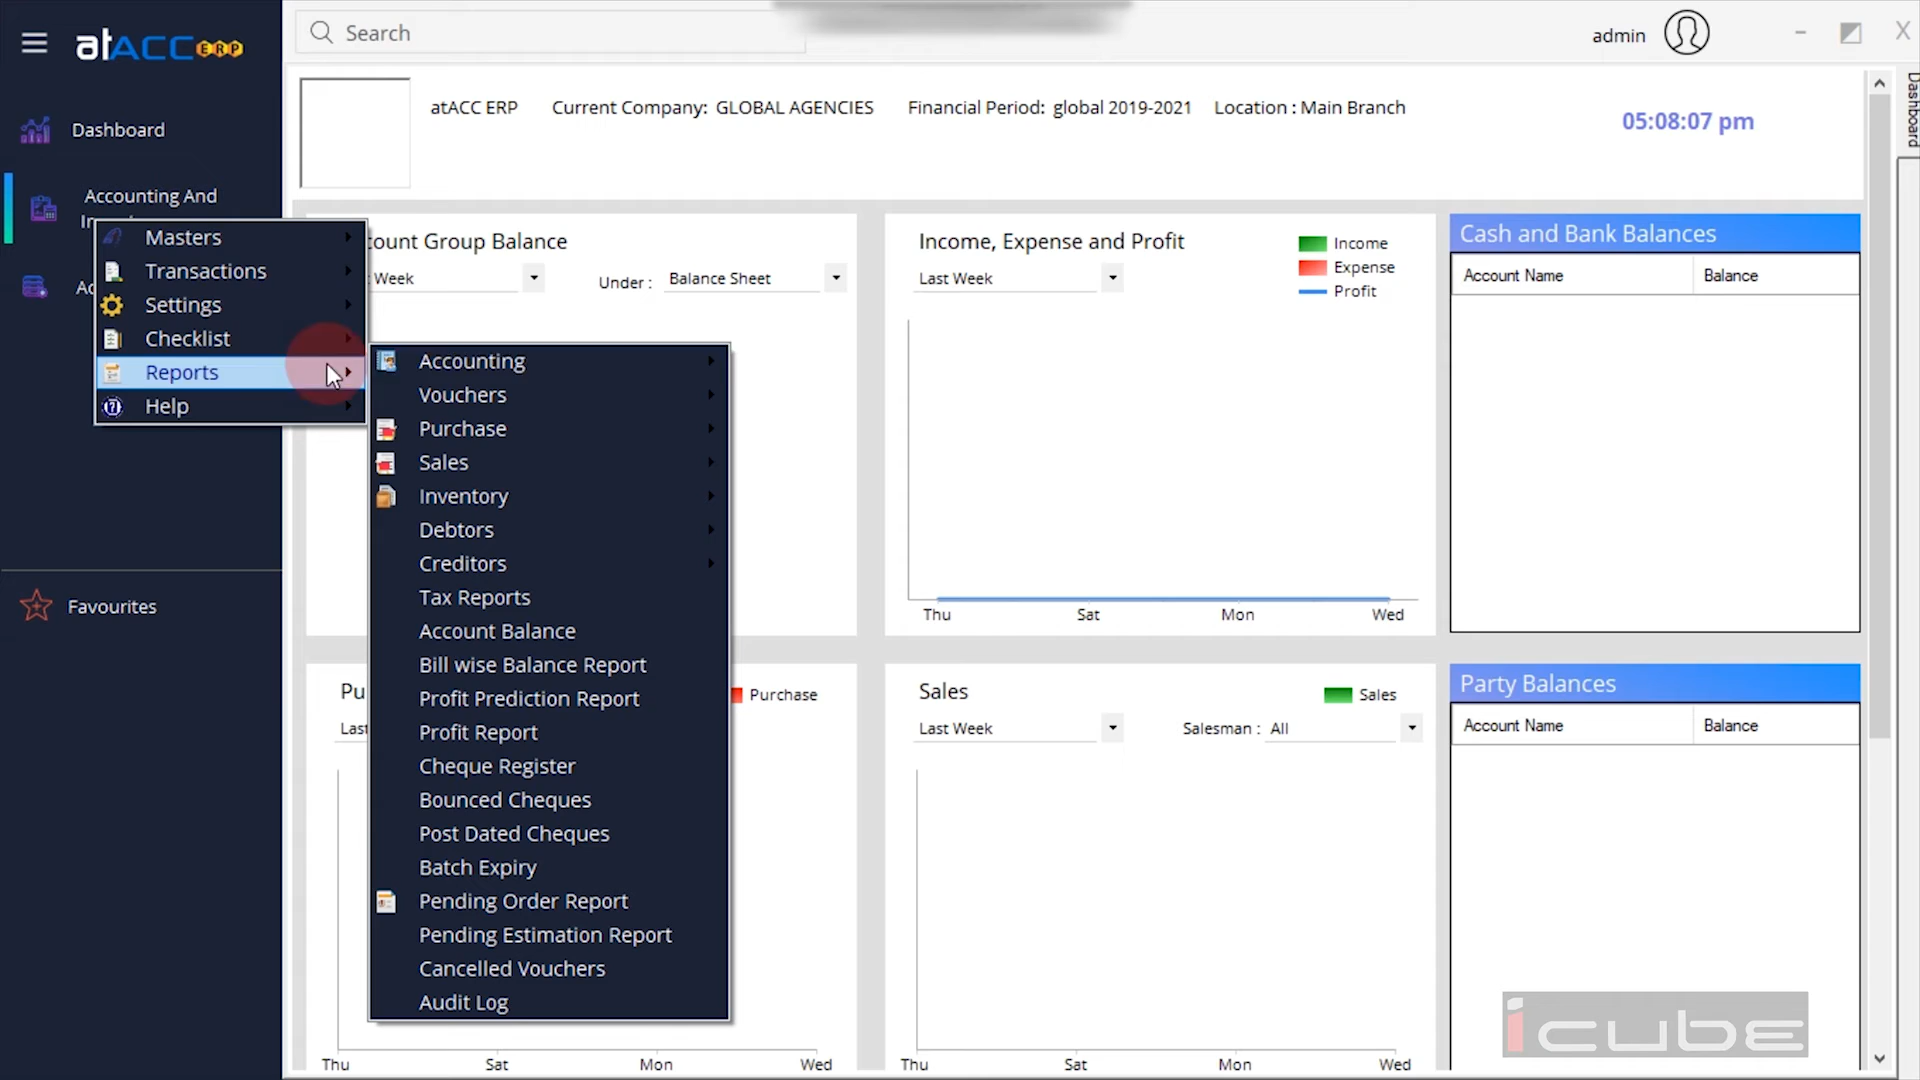 atACC ERP
Search
admin
Dashboard
atACC ERP
Current Company: GLOBAL AGENCIES
Financial Period: global 2019-2021
Location : Main Branch
05:08:07 pm
Dashboard
Accounting And
Masters
Transactions
Settings
Checklist
Reports
Help
Favourites
Accounting
Vouchers
Purchase
Sales
Inventory
Debtors
Creditors
Tax Reports
Account Balance
Bill wise Balance Report
Profit Prediction Report
Profit Report
Cheque Register
Bounced Cheques
Post Dated Cheques
Batch Expiry
Pending Order Report
Pending Estimation Report
Cancelled Vouchers
Audit Log
count Group Balance
Week
Under : Balance Sheet
Income, Expense and Profit
Last Week
Income
Expense
Profit
Thu Sat Mon Wed
Cash and Bank Balances
Account Name Balance
Pu
Last
Purchase
Thu Sat Mon Wed
Sales
Last Week
Salesman : All
Sales
Thu Sat Mon Wed
Party Balances
Account Name Balance
icube